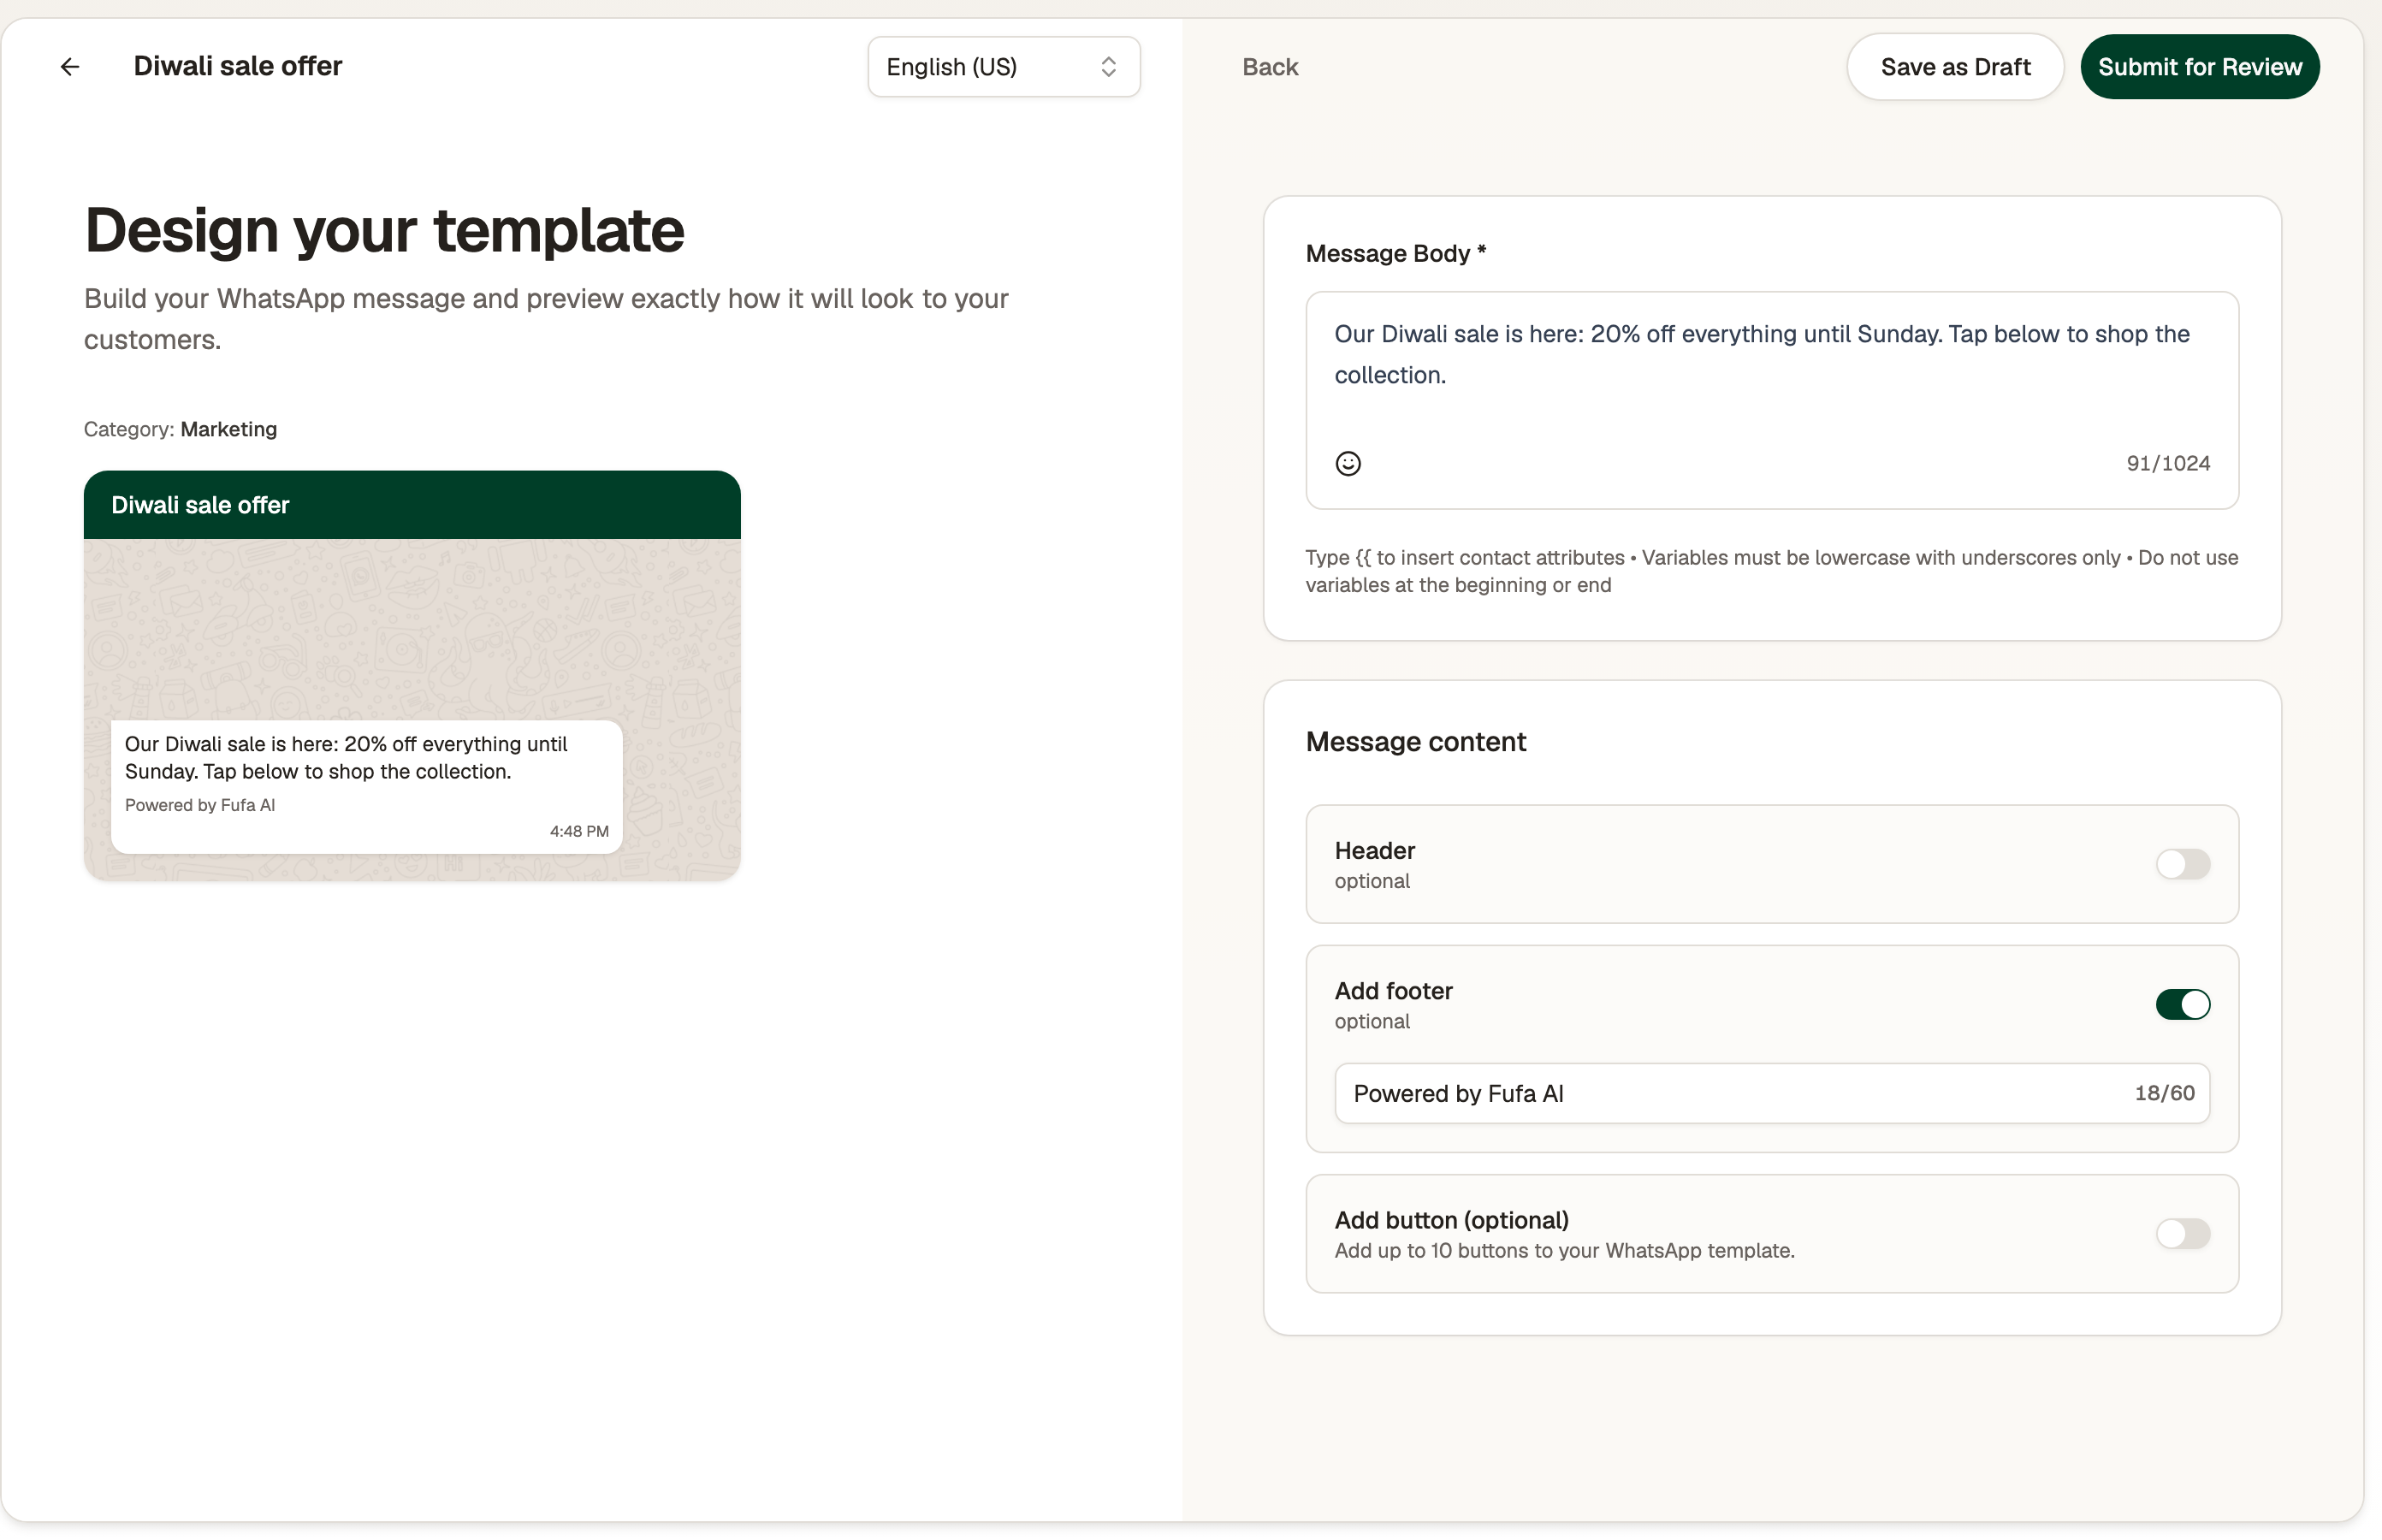 Diwali sale offer
English (US)
Back
Save as Draft
Submit for Review
Design your template
Build your WhatsApp message and preview exactly how it will look to your
customers.
Category: Marketing
Diwali sale offer
Our Diwali sale is here: 20% off everything until
Sunday. Tap below to shop the collection.
Powered by Fufa AI
4:48 PM
Message Body *
Our Diwali sale is here: 20% off everything until Sunday. Tap below to shop the
collection.
91/1024
Type {{ to insert contact attributes • Variables must be lowercase with underscores only • Do not use
variables at the beginning or end
Message content
Header
optional
Add footer
optional
Powered by Fufa AI
18/60
Add button (optional)
Add up to 10 buttons to your WhatsApp template.